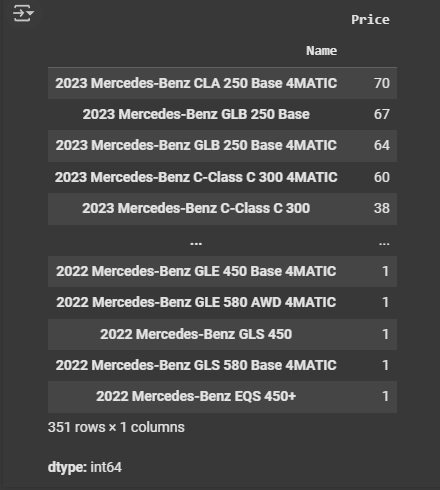 Price
Name
2023 Mercedes-Benz CLA 250 Base 4MATIC 70
2023 Mercedes-Benz GLB 250 Base 67
2023 Mercedes-Benz GLB 250 Base 4MATIC 64
2023 Mercedes-Benz C-Class C 300 4MATIC 60
2023 Mercedes-Benz C-Class C 300 38
... ...
2022 Mercedes-Benz GLE 450 Base 4MATIC 1
2022 Mercedes-Benz GLE 580 AWD 4MATIC 1
2022 Mercedes-Benz GLS 450 1
2022 Mercedes-Benz GLS 580 Base 4MATIC 1
2022 Mercedes-Benz EQS 450+ 1
351 rows × 1 columns
dtype: int64